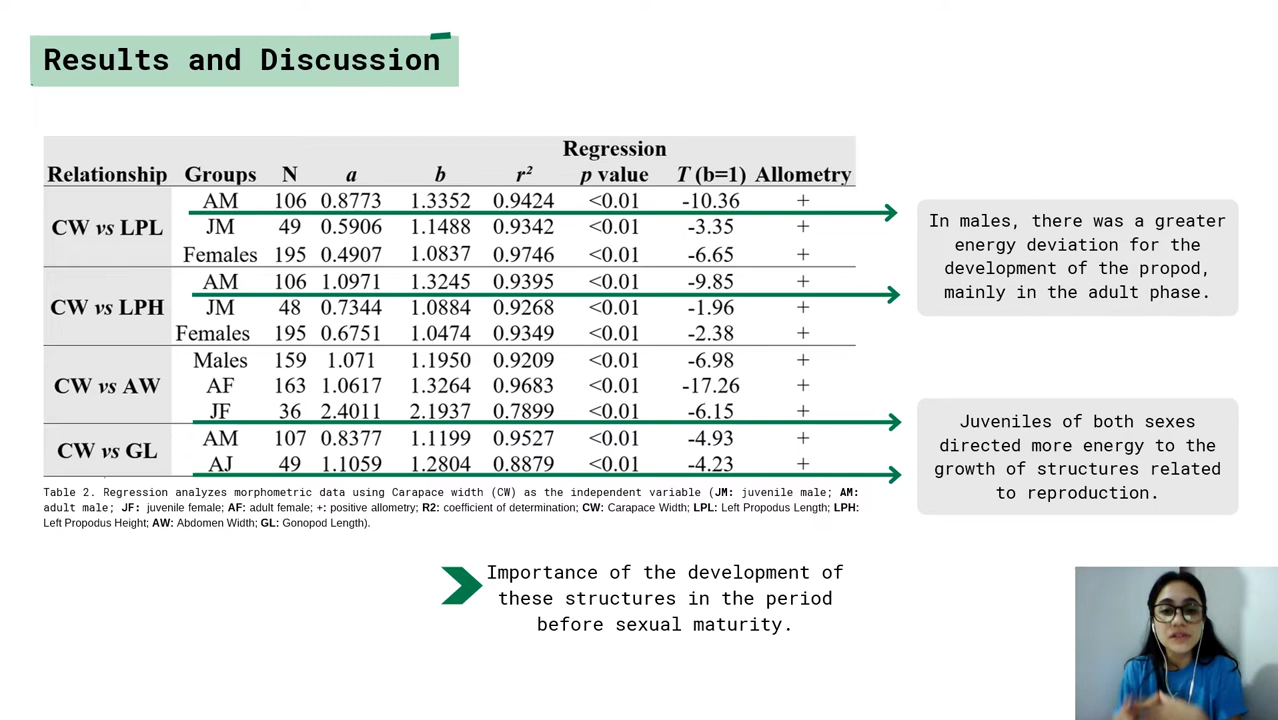 Results and Discussion
Regression
Relationship Groups N a b r² p value T (b=1) Allometry
CW vs LPL
AM 106 0.8773 1.3352 0.9424 <0.01 -10.36 +
JM 49 0.5906 1.1488 0.9342 <0.01 -3.35 +
Females 195 0.4907 1.0837 0.9746 <0.01 -6.65 +
CW vs LPH
AM 106 1.0971 1.3245 0.9395 <0.01 -9.85 +
JM 48 0.7344 1.0884 0.9268 <0.01 -1.96 +
Females 195 0.6751 1.0474 0.9349 <0.01 -2.38 +
CW vs AW
Males 159 1.071 1.1950 0.9209 <0.01 -6.98 +
AF 163 1.0617 1.3264 0.9683 <0.01 -17.26 +
JF 36 2.4011 2.1937 0.7899 <0.01 -6.15 +
CW vs GL
AM 107 0.8377 1.1199 0.9527 <0.01 -4.93 +
AJ 49 1.1059 1.2804 0.8879 <0.01 -4.23 +
Table 2. Regression analyzes morphometric data using Carapace width (CW) as the independent variable (JM: juvenile male; AM:
adult male; JF: juvenile female; AF: adult female; +: positive allometry; R2: coefficient of determination; CW: Carapace Width; LPL: Left Propodus Length; LPH:
Left Propodus Height; AW: Abdomen Width; GL: Gonopod Length).
In males, there was a greater
energy deviation for the
development of the propod,
mainly in the adult phase.
Juveniles of both sexes
directed more energy to the
growth of structures related
to reproduction.
Importance of the development of
these structures in the period
before sexual maturity.